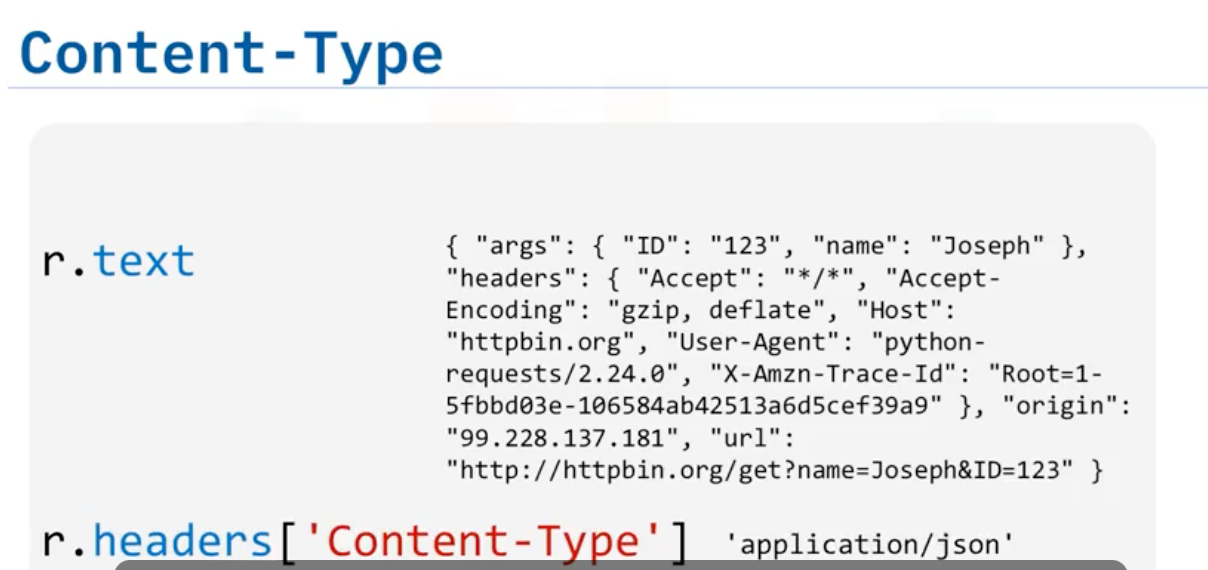 Content-Type
r.text
{ "args": { "ID": "123", "name": "Joseph" },
"headers": { "Accept": "*/*", "Accept-
Encoding": "gzip, deflate", "Host":
"httpbin.org", "User-Agent": "python-
requests/2.24.0", "X-Amzn-Trace-Id": "Root=1-
5fbbd03e-106584ab42513a6d5cef39a9" }, "origin":
"99.228.137.181", "url":
"http://httpbin.org/get?name=Joseph&ID=123" }
r.headers['Content-Type'] 'application/json'